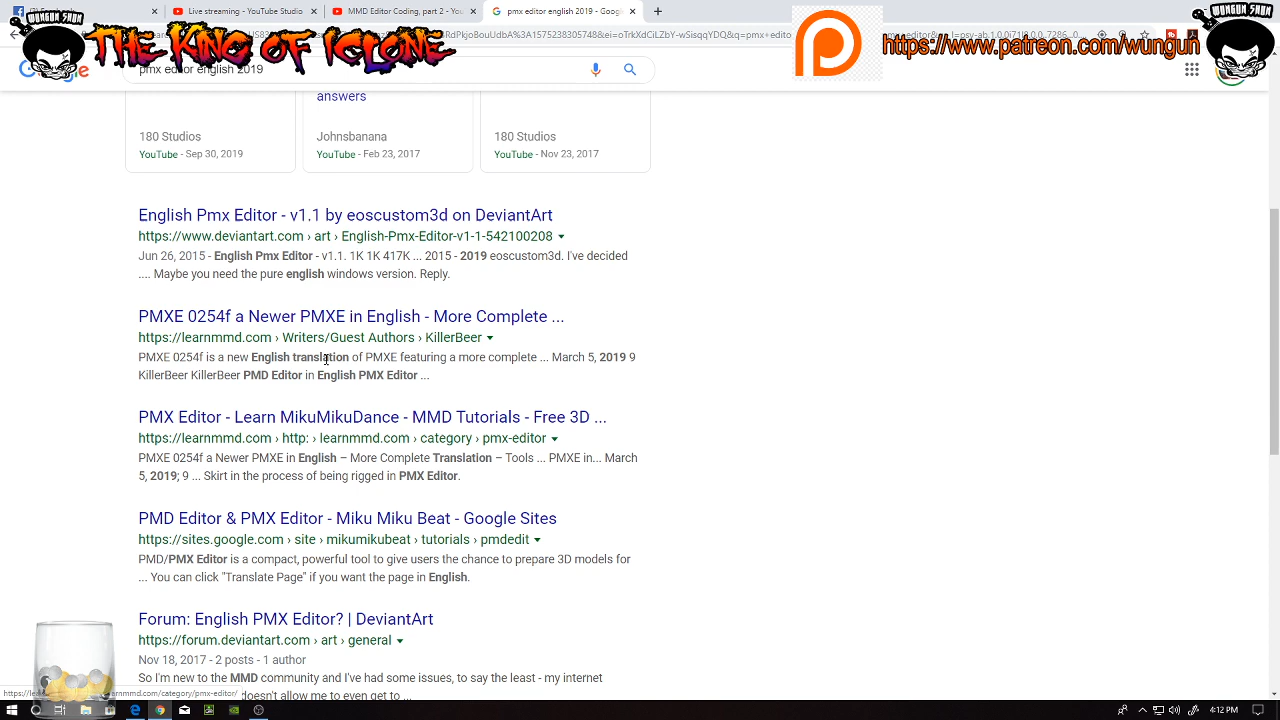 Live streaming - YouTube Studio
MMD Editor Coding, part 2 - You
pmx editor english 2019 - Googl
WUNGUN SHUN
THE KING OF ICLONE
https://www.patreon.com/wungun
WUNGUN SHUN
pmx editor english 2019
answers
180 Studios
Johnsbanana
180 Studios
YouTube - Sep 30, 2019
YouTube - Feb 23, 2017
YouTube - Nov 23, 2017
English Pmx Editor - v1.1 by eoscustom3d on DeviantArt
https://www.deviantart.com › art › English-Pmx-Editor-v1-1-542100208
Jun 26, 2015 - English Pmx Editor - v1.1. 1K 1K 417K ... 2015 - 2019 eoscustom3d. I've decided
.... Maybe you need the pure english windows version. Reply.
PMXE 0254f a Newer PMXE in English - More Complete ...
https://learnmmd.com › Writers/Guest Authors › KillerBeer
PMXE 0254f is a new English translation of PMXE featuring a more complete ... March 5, 2019 9
KillerBeer KillerBeer PMD Editor in English PMX Editor ...
PMX Editor - Learn MikuMikuDance - MMD Tutorials - Free 3D ...
https://learnmmd.com › http: › learnmmd.com › category › pmx-editor
PMXE 0254f a Newer PMXE in English – More Complete Translation – Tools ... PMXE in... March
5, 2019; 9 ... Skirt in the process of being rigged in PMX Editor.
PMD Editor & PMX Editor - Miku Miku Beat - Google Sites
https://sites.google.com › site › mikumikubeat › tutorials › pmdedit
PMD/PMX Editor is a compact, powerful tool to give users the chance to prepare 3D models for
... You can click "Translate Page" if you want the page in English.
Forum: English PMX Editor? | DeviantArt
https://forum.deviantart.com › art › general
Nov 18, 2017 - 2 posts - 1 author
So I'm new to the MMD community and I've had some issues, to say the least - my internet
doesn't allow me to even get to ...
4:12 PM